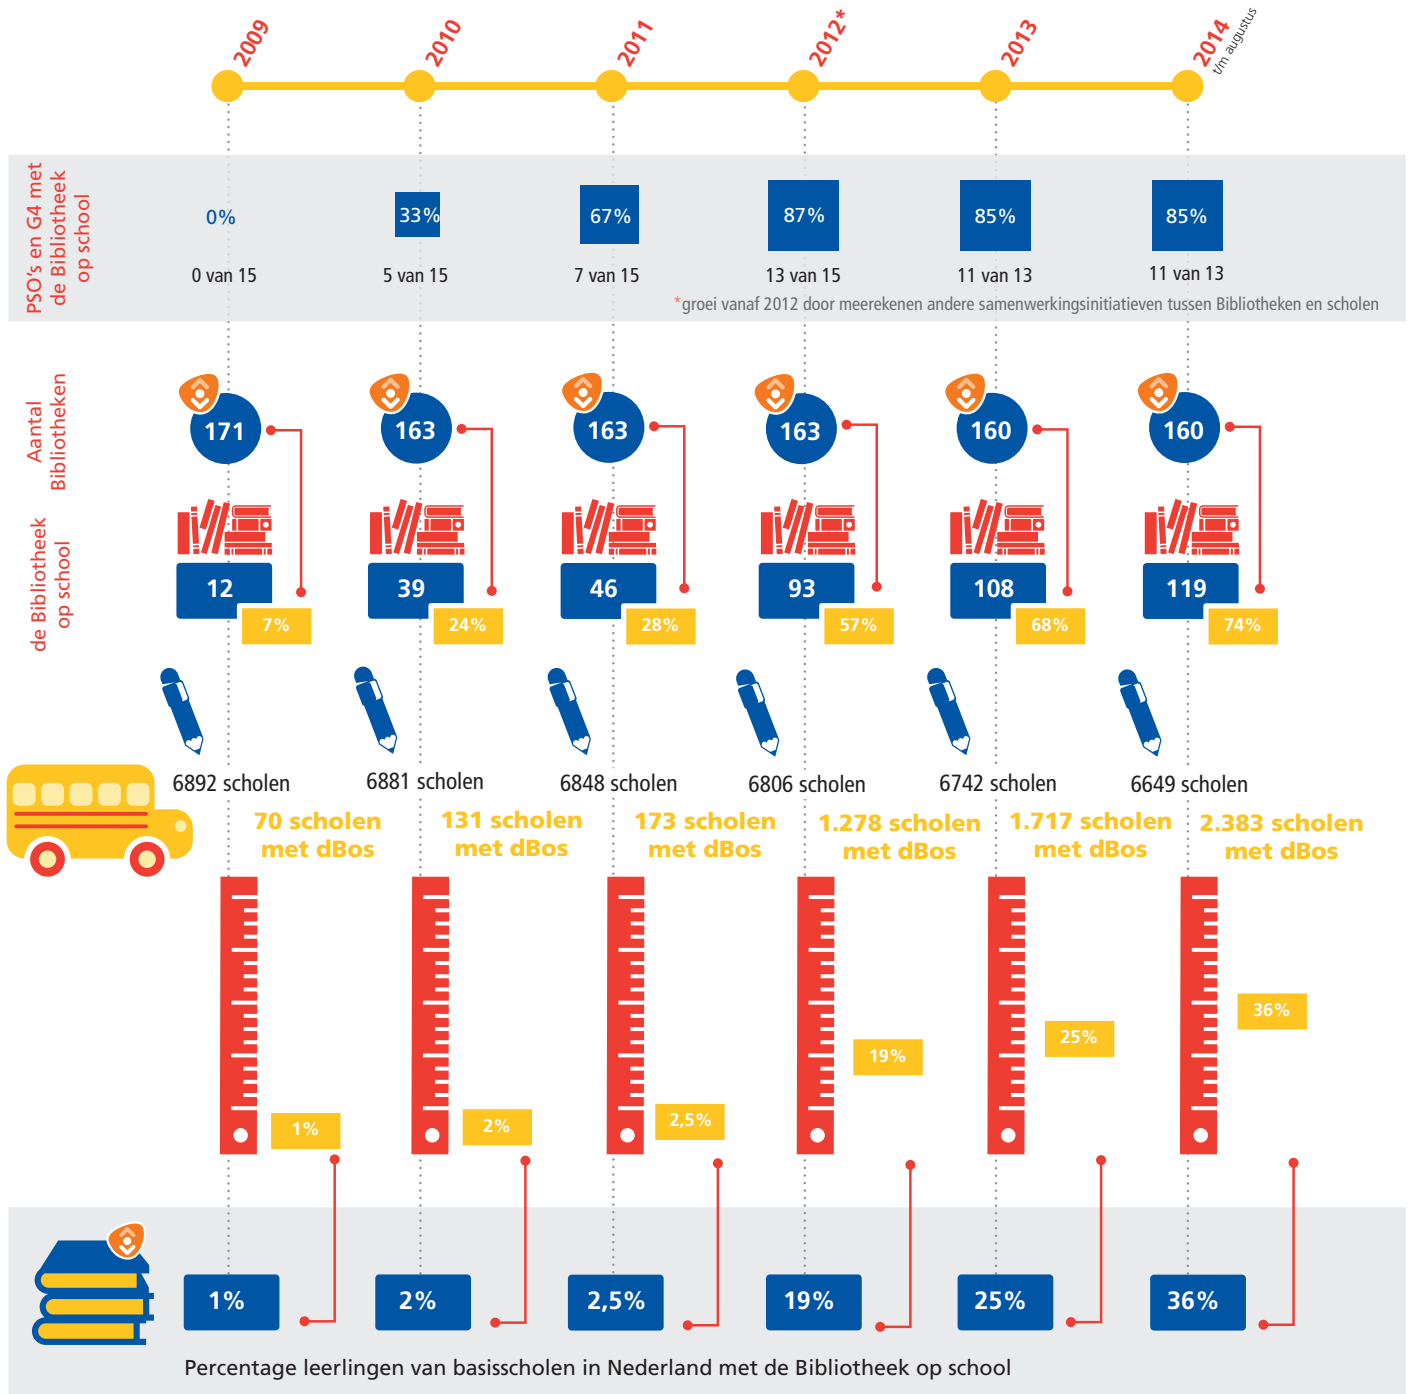 2009
2010
2011
2012*
2013
2014
t/m augustus
PSO's en G4 met
de Bibliotheek
op school
0%
33%
67%
87%
85%
85%
0 van 15
5 van 15
7 van 15
13 van 15
11 van 13
11 van 13
*groei vanaf 2012 door meerekenen andere samenwerkingsinitiatieven tussen Bibliotheken en scholen
Aantal
Bibliotheken
171
163
163
163
160
160
de Bibliotheek
op school
12
39
46
93
108
119
7%
24%
28%
57%
68%
74%
6892 scholen
6881 scholen
6848 scholen
6806 scholen
6742 scholen
6649 scholen
70 scholen
met dBos
131 scholen
met dBos
173 scholen
met dBos
1.278 scholen
met dBos
1.717 scholen
met dBos
2.383 scholen
met dBos
1%
2%
2,5%
19%
25%
36%
1%
2%
2,5%
19%
25%
36%
Percentage leerlingen van basisscholen in Nederland met de Bibliotheek op school